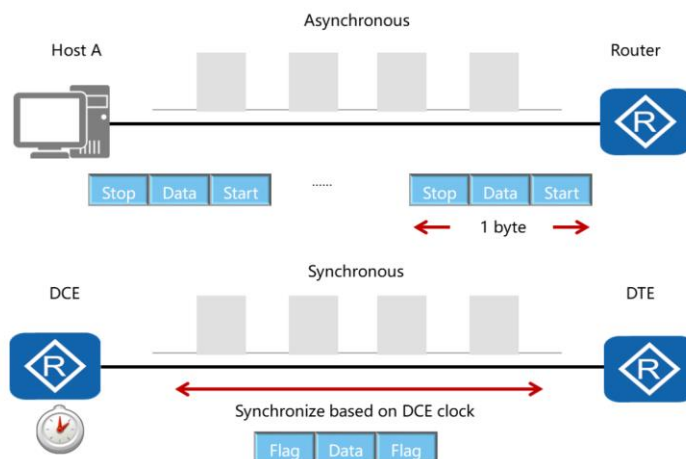 Asynchronous
Host A
Router
R
Stop Data Start ...... Stop Data Start
1 byte
Synchronous
DCE
DTE
R
R
Synchronize based on DCE clock
Flag Data Flag